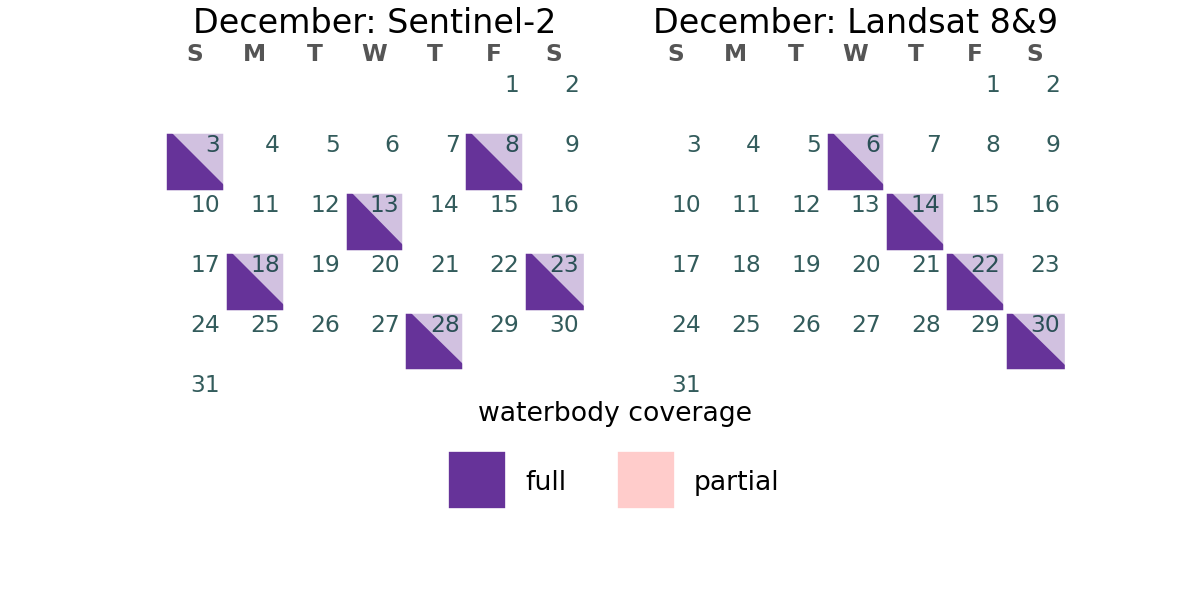 December: Sentinel-2
S M T W T F S
1 2
3 4 5 6 7 8 9
10 11 12 13 14 15 16
17 18 19 20 21 22 23
24 25 26 27 28 29 30
31
December: Landsat 8&9
S M T W T F S
1 2
3 4 5 6 7 8 9
10 11 12 13 14 15 16
17 18 19 20 21 22 23
24 25 26 27 28 29 30
31
waterbody coverage
full partial